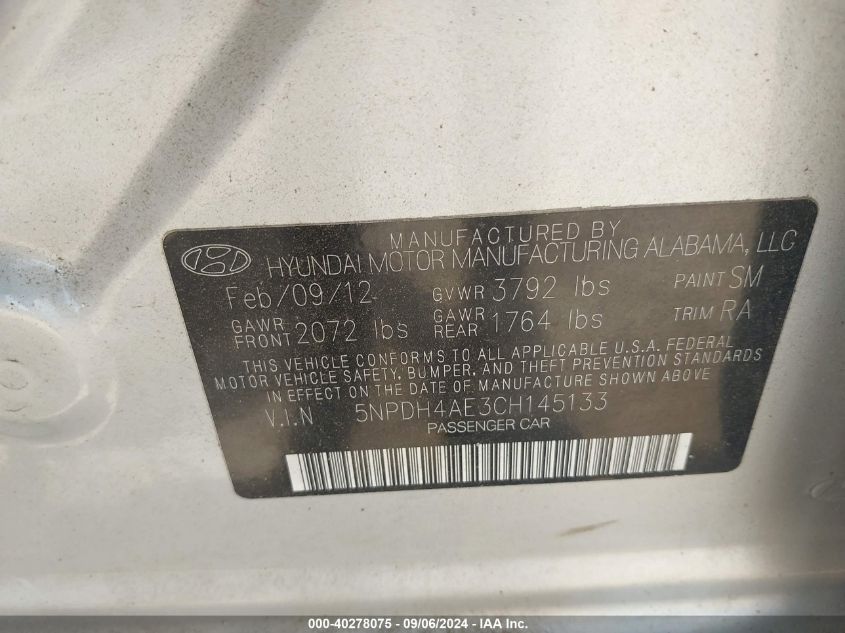 MANUFACTURED BY
HYUNDAI MOTOR MANUFACTURING ALABAMA, LLC
Feb/09/12 GVWR 3792 lbs PAINT SM
GAWR FRONT 2072 lbs GAWR REAR 1764 lbs TRIM RA
THIS VEHICLE CONFORMS TO ALL APPLICABLE U.S.A. FEDERAL
MOTOR VEHICLE SAFETY, BUMPER, AND THEFT PREVENTION STANDARDS
IN EFFECT ON THE DATE OF MANUFACTURE SHOWN ABOVE
V.I.N 5NPDH4AE3CH145133
PASSENGER CAR
000-40278075 - 09/06/2024 - IAA Inc.